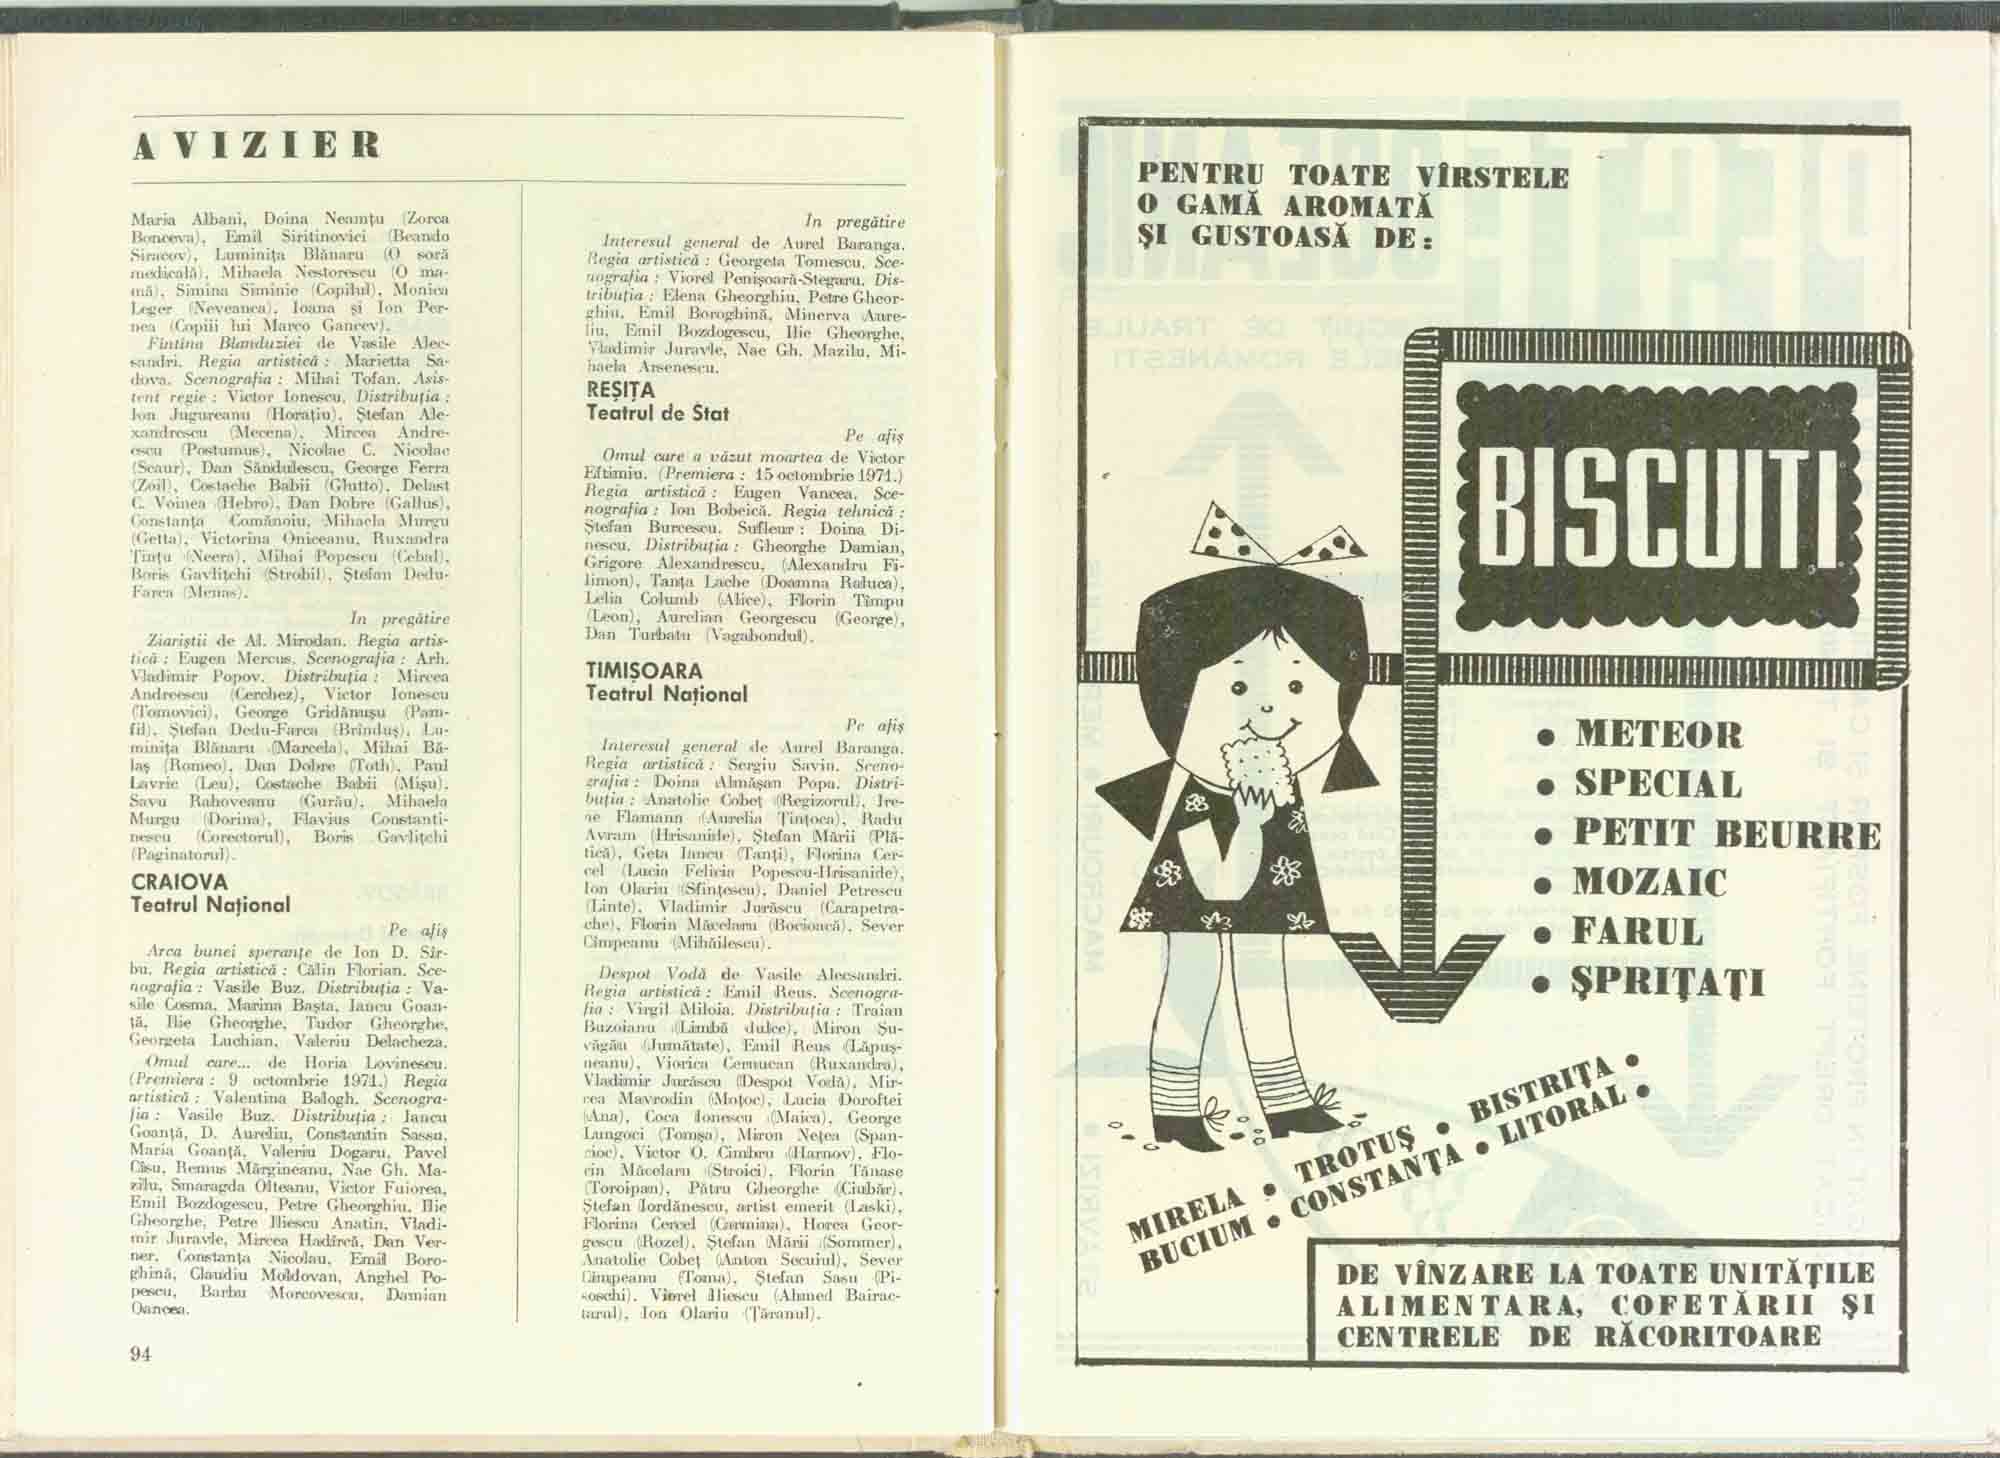 AVIZIER
Maria Albani, Doina Neamțu (Zorca
Bonceva), Emil Siritinovici (Beando
Siracov), Luminița Blănaru (O soră
medicală), Mihaela Nestorescu (O ma-
mă), Simina Siminie (Copilul), Monica
Leger (Neveanca), Ioana și Ion Per-
nea (Copiii lui Marco Gancev).
Fîntîna Blanduziei de Vasile Alec-
sandri. Regia artistică : Marietta Sa-
dova. Scenografia : Mihai Tofan. Asis-
tent regie : Victor Ionescu. Distribuția :
Ion Jugureanu (Horațiu), Ștefan Ale-
xandrescu (Mecena), Mircea Andre-
escu (Postumus), Nicolae C. Nicolae
(Scaur), Dan Săndulescu, George Ferra
(Zoil), Costache Babii (Glutto), Delast
C. Voinea (Hebro), Dan Dobre (Gallus),
Constanța Comănoiu, Mihaela Murgu
(Getta), Victorina Oniceanu, Ruxandra
Țințu (Neera), Mihai Popescu (Cebal),
Boris Gavlițchi (Strobil), Ștefan Dedu-
Farca (Menas).
In pregătire
Ziariștii de Al. Mirodan. Regia artis-
tică : Eugen Mercus. Scenografia : Arh.
Vladimir Popov. Distribuția : Mircea
Andreescu (Cerchez), Victor Ionescu
(Tomovici), George Gridănușu (Pam-
fil), Ștefan Dedu-Farca (Brînduș), Lu-
minița Blănaru (Marcela), Mihai Bă-
laș (Romeo), Dan Dobre (Toth), Paul
Lavric (Leu), Costache Babii (Mișu),
Savu Rahoveanu (Gurău), Mihaela
Murgu (Dorina), Flavius Constanti-
nescu (Corectorul), Boris Gavlițchi
(Paginatorul).
CRAIOVA
Teatrul Național
Pe afiș
Arca bunei speranțe de Ion D. Sîr-
bu. Regia artistică : Călin Florian. Sce-
nografia : Vasile Buz. Distribuția : Va-
sile Cosma, Marina Bașta, Iancu Goan-
ță, Ilie Gheorghe, Tudor Gheorghe,
Georgeta Luchian, Valeriu Delacheza.
Omul care... de Horia Lovinescu.
(Premiera : 9 octombrie 1971.) Regia
artistică : Valentina Balogh. Scenogra-
fia : Vasile Buz. Distribuția : Iancu
Goanță, D. Aureliu, Constantin Sassu,
Maria Goanță, Valeriu Dogaru, Pavel
Cîsu, Remus Mărgineanu, Nae Gh. Ma-
zilu, Smaragda Olteanu, Victor Fuiorea,
Emil Bozdogescu, Petre Gheorghiu, Ilie
Gheorghe, Petre Iliescu Anatin, Vladi-
mir Juravle, Mircea Hadîrcă, Dan Ver-
ner, Constanța Nicolau, Emil Boro-
ghină, Claudiu Moldovan, Anghel Po-
pescu, Barbu Morcovescu, Damian
Oancea.
94
In pregătire
Interesul general de Aurel Baranga.
Regia artistică : Georgeta Tomescu. Sce-
nografia : Viorel Penișoară-Stegaru. Dis-
tribuția : Elena Gheorghiu, Petre Gheor-
ghiu, Emil Boroghină, Minerva Aure-
liu, Emil Bozdogescu, Ilie Gheorghe,
Vladimir Juravle, Nae Gh. Mazilu, Mi-
haela Arsenescu.
REȘIȚA
Teatrul de Stat
Pe afiș
Omul care a văzut moartea de Victor
Eftimiu. (Premiera : 15 octombrie 1971.)
Regia artistică : Eugen Vancea. Sce-
nografia : Ion Bobeică. Regia tehnică :
Ștefan Burcescu. Sufleur : Doina Di-
nescu. Distribuția : Gheorghe Damian,
Grigore Alexandrescu, (Alexandru Fi-
limon), Tanța Lache (Doamna Raluca),
Lelia Columb (Alice), Florin Tîmpu
(Leon), Aurelian Georgescu (George),
Dan Turbatu (Vagabondul).
TIMIȘOARA
Teatrul Național
Pe afiș
Interesul general de Aurel Baranga.
Regia artistică : Sergiu Savin. Sceno-
grafia : Doina Almășan Popa. Distri-
buția : Anatolie Cobeț (Regizorul), Ire-
ne Flamann (Aurelia Țințoca), Radu
Avram (Hrisanide), Ștefan Mării (Plă-
tică), Geta Iancu (Tanți), Florina Cer-
cel (Lucia Felicia Popescu-Hrisanide),
Ion Olariu (Sfințescu), Daniel Petrescu
(Linte), Vladimir Jurăscu (Carapetra-
che), Florin Măcelaru (Bocioacă), Sever
Cîmpeanu (Mihăilescu).
Despot Vodă de Vasile Alecsandri.
Regia artistică : Emil Reus. Scenogra-
fia : Virgil Miloia. Distribuția : Traian
Buzoianu (Limbă dulce), Miron Șu-
văgău (Jumătate), Emil Reus (Lăpuș-
neanu), Viorica Cernucan (Ruxandra),
Vladimir Jurăscu (Despot Vodă), Mir-
cea Mavrodin (Moțoc), Lucia Doroftei
(Ana), Coca Ionescu (Maica), George
Lungoci (Tomșa), Miron Nețea (Span-
cioc), Victor O. Cimbru (Harnov), Flo-
rin Măcelaru (Stroici), Florin Tănase
(Toroipan), Pătru Gheorghe (Ciubăr),
Ștefan Iordănescu, artist emerit (Laski),
Florina Cercel (Carmina), Horea Geor-
gescu (Rozel), Ștefan Mării (Sommer),
Anatolie Cobeț (Anton Secuiul), Sever
Cîmpeanu (Toma), Ștefan Sasu (Pi-
soschi), Viorel Iliescu (Ahmed Bairac-
tarul), Ion Olariu (Țăranul).
PENTRU TOATE VÎRSTELE
O GAMĂ AROMATĂ
ȘI GUSTOASĂ DE:
BISCUITI
• METEOR
• SPECIAL
• PETIT BEURRE
• MOZAIC
• FARUL
• ȘPRIȚAȚI
MIRELA • TROTUȘ • BISTRIȚA •
BUCIUM • CONSTANȚA • LITORAL •
DE VÎNZARE LA TOATE UNITĂȚILE
ALIMENTARA, COFETĂRII ȘI
CENTRELE DE RĂCORITOARE